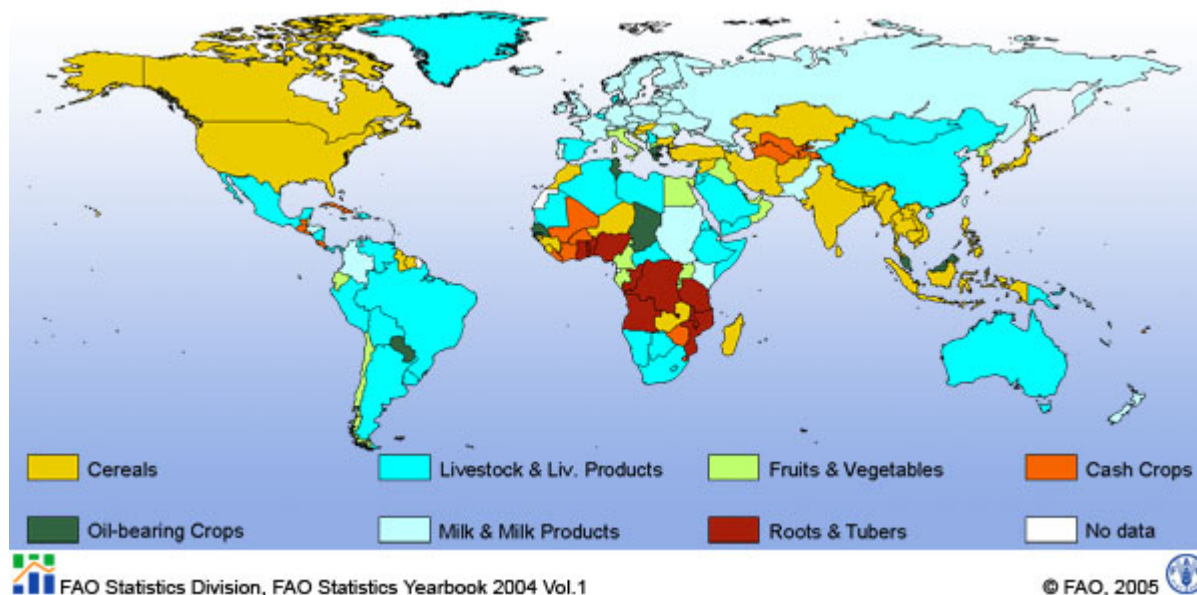 Cereals
Livestock & Liv. Products
Fruits & Vegetables
Cash Crops
Oil-bearing Crops
Milk & Milk Products
Roots & Tubers
No data
FAO Statistics Division, FAO Statistics Yearbook 2004 Vol.1
© FAO, 2005